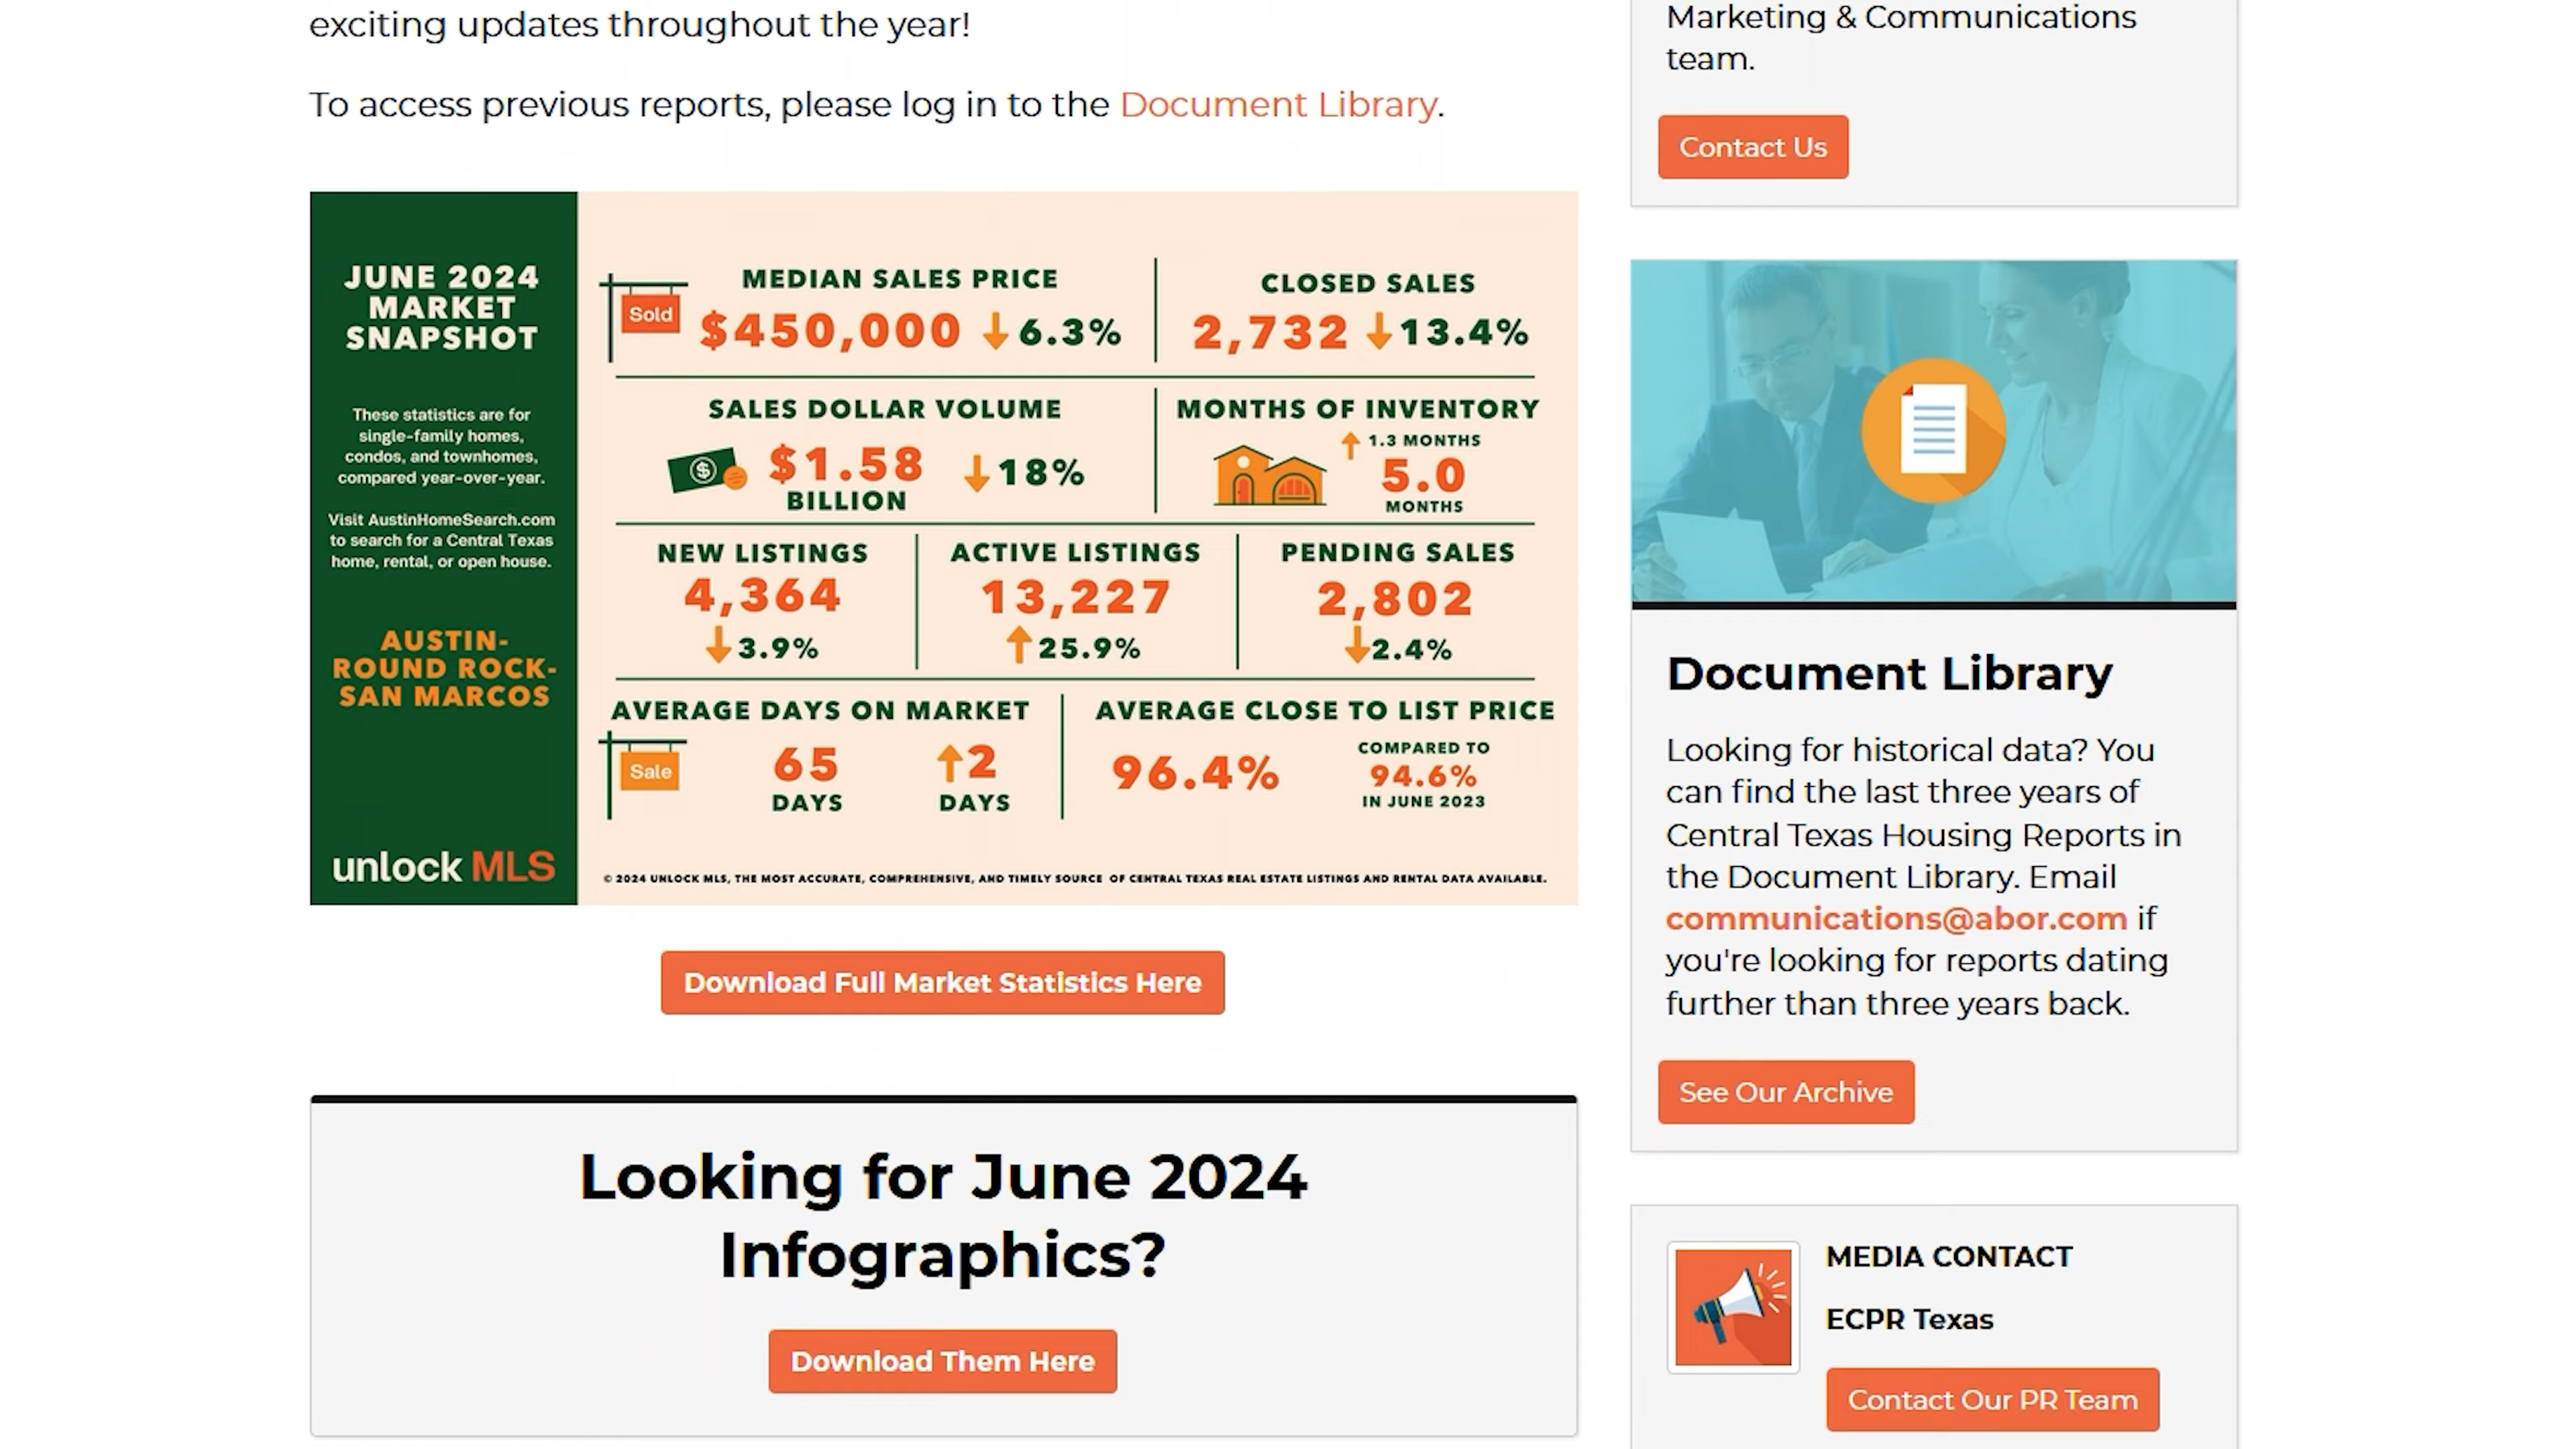 exciting updates throughout the year!
To access previous reports, please log in to the Document Library.
JUNE 2024
MARKET
SNAPSHOT
These statistics are for
single-family homes,
condos, and townhomes,
compared year-over-year.
Visit AustinHomeSearch.com
to search for a Central Texas
home, rental, or open house.
AUSTIN-
ROUND ROCK-
SAN MARCOS
unlock MLS
MEDIAN SALES PRICE
Sold
$450,000 ↓6.3%
CLOSED SALES
2,732 ↓13.4%
SALES DOLLAR VOLUME
$1.58 ↓18%
BILLION
MONTHS OF INVENTORY
↑ 1.3 MONTHS
5.0
MONTHS
NEW LISTINGS
4,364
↓3.9%
ACTIVE LISTINGS
13,227
↑25.9%
PENDING SALES
2,802
↓2.4%
AVERAGE DAYS ON MARKET
Sale
65 ↑2
DAYS DAYS
AVERAGE CLOSE TO LIST PRICE
96.4%
COMPARED TO
94.6%
IN JUNE 2023
© 2024 UNLOCK MLS, THE MOST ACCURATE, COMPREHENSIVE, AND TIMELY SOURCE OF CENTRAL TEXAS REAL ESTATE LISTINGS AND RENTAL DATA AVAILABLE.
Download Full Market Statistics Here
Looking for June 2024
Infographics?
Download Them Here
Marketing & Communications
team.
Contact Us
Document Library
Looking for historical data? You
can find the last three years of
Central Texas Housing Reports in
the Document Library. Email
communications@abor.com if
you're looking for reports dating
further than three years back.
See Our Archive
MEDIA CONTACT
ECPR Texas
Contact Our PR Team